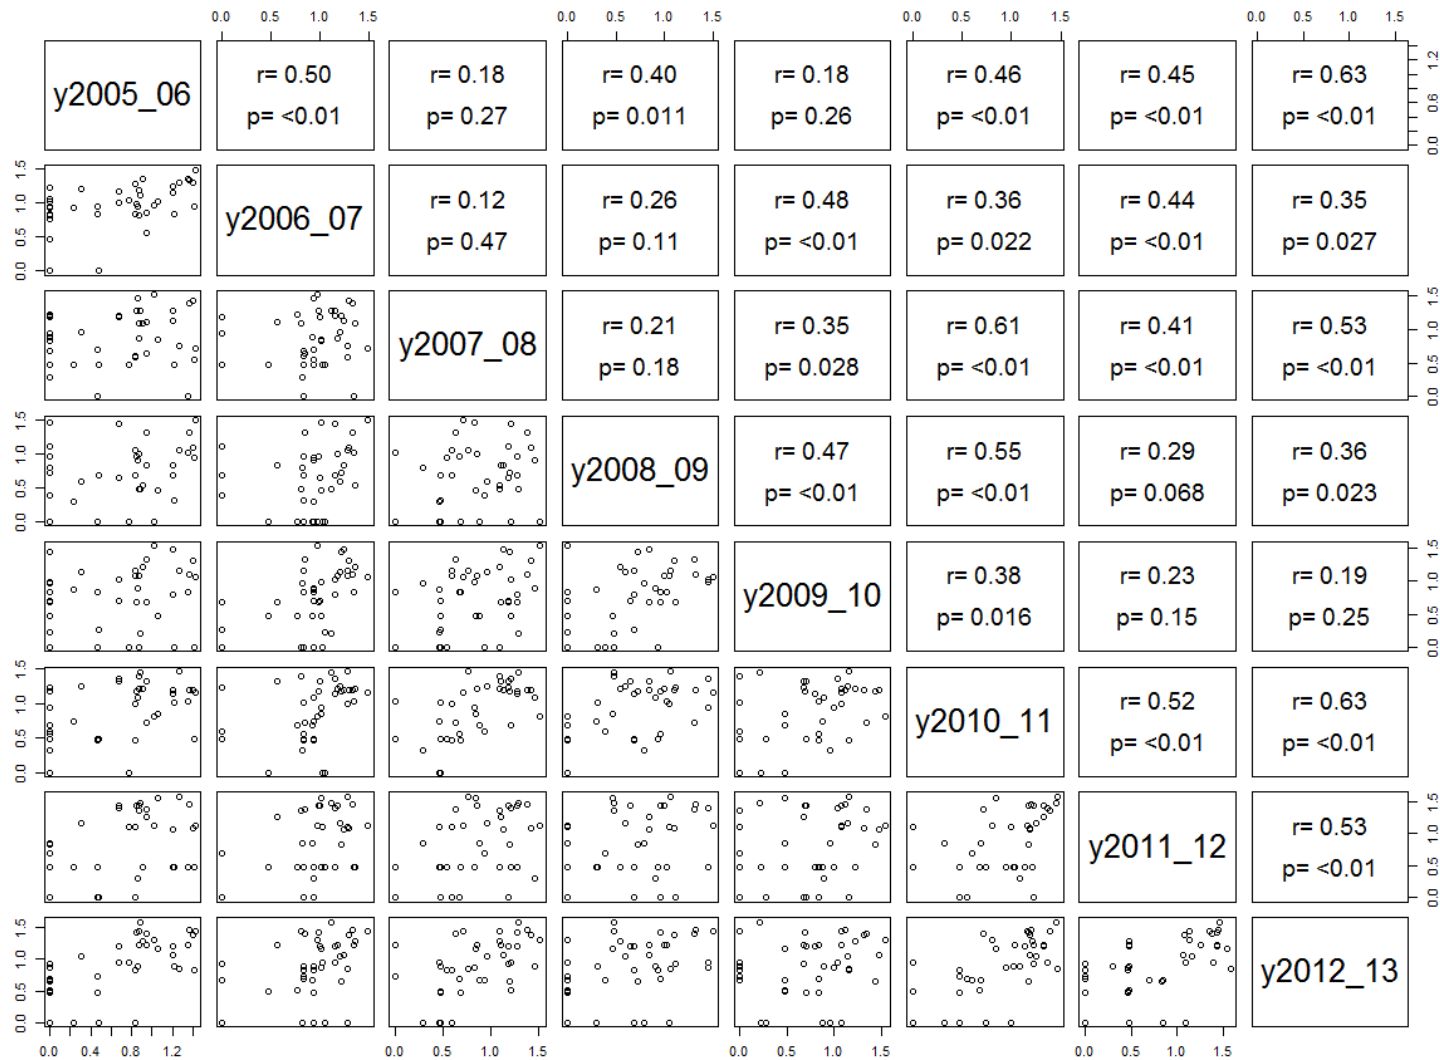 0.0 0.5 1.0 1.5 0.0 0.5 1.0 1.5 0.0 0.5 1.0 1.5 0.0 0.5 1.0 1.5
y2005_06 r= 0.50 r= 0.18 r= 0.40 r= 0.18 r= 0.46 r= 0.45 r= 0.63
p= <0.01 p= 0.27 p= 0.011 p= 0.26 p= <0.01 p= <0.01 p= <0.01
0.0 0.6 1.2
0.0 0.5 1.0 1.5
y2006_07 r= 0.12 r= 0.26 r= 0.48 r= 0.36 r= 0.44 r= 0.35
p= 0.47 p= 0.11 p= <0.01 p= 0.022 p= <0.01 p= 0.027
y2007_08 r= 0.21 r= 0.35 r= 0.61 r= 0.41 r= 0.53
p= 0.18 p= 0.028 p= <0.01 p= <0.01 p= <0.01
0.0 0.5 1.0 1.5
0.0 0.5 1.0 1.5
y2008_09 r= 0.47 r= 0.55 r= 0.29 r= 0.36
p= <0.01 p= <0.01 p= 0.068 p= 0.023
y2009_10 r= 0.38 r= 0.23 r= 0.19
p= 0.016 p= 0.15 p= 0.25
0.0 0.5 1.0 1.5
0.0 0.5 1.0 1.5
y2010_11 r= 0.52 r= 0.63
p= <0.01 p= <0.01
y2011_12 r= 0.53
p= <0.01
0.0 0.5 1.0 1.5
0.0 0.5 1.0 1.5
y2012_13
0.0 0.4 0.8 1.2 0.0 0.5 1.0 1.5 0.0 0.5 1.0 1.5 0.0 0.5 1.0 1.5